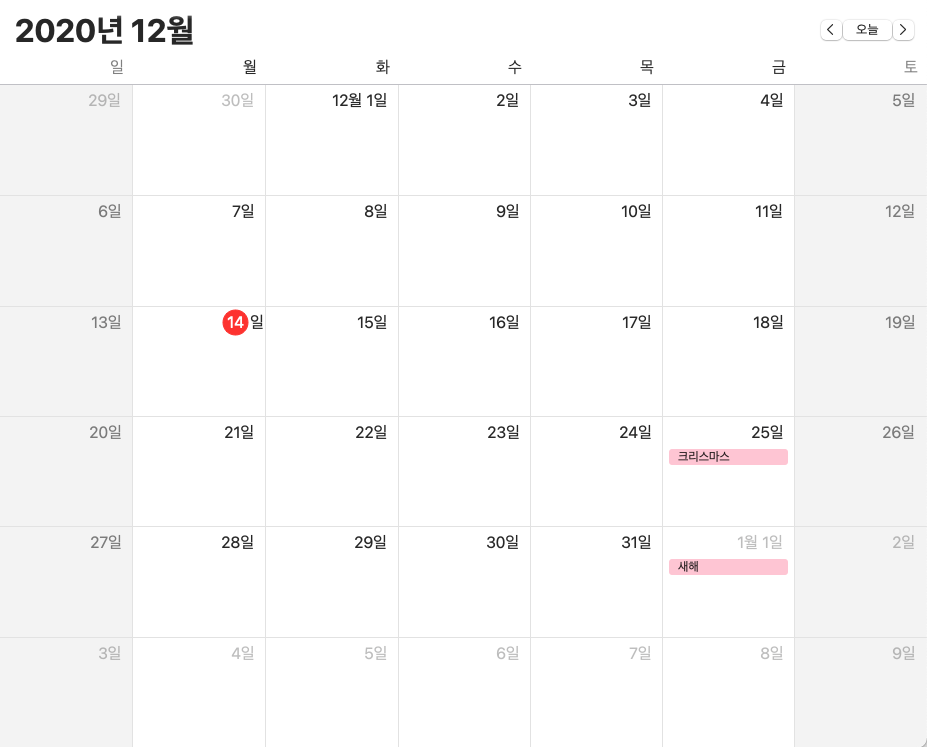 2020년 12월
오늘
일 월 화 수 목 금 토
29일 30일 12월 1일 2일 3일 4일 5일
6일 7일 8일 9일 10일 11일 12일
13일 14일 15일 16일 17일 18일 19일
20일 21일 22일 23일 24일 25일 26일
크리스마스
27일 28일 29일 30일 31일 1월 1일 2일
새해
3일 4일 5일 6일 7일 8일 9일